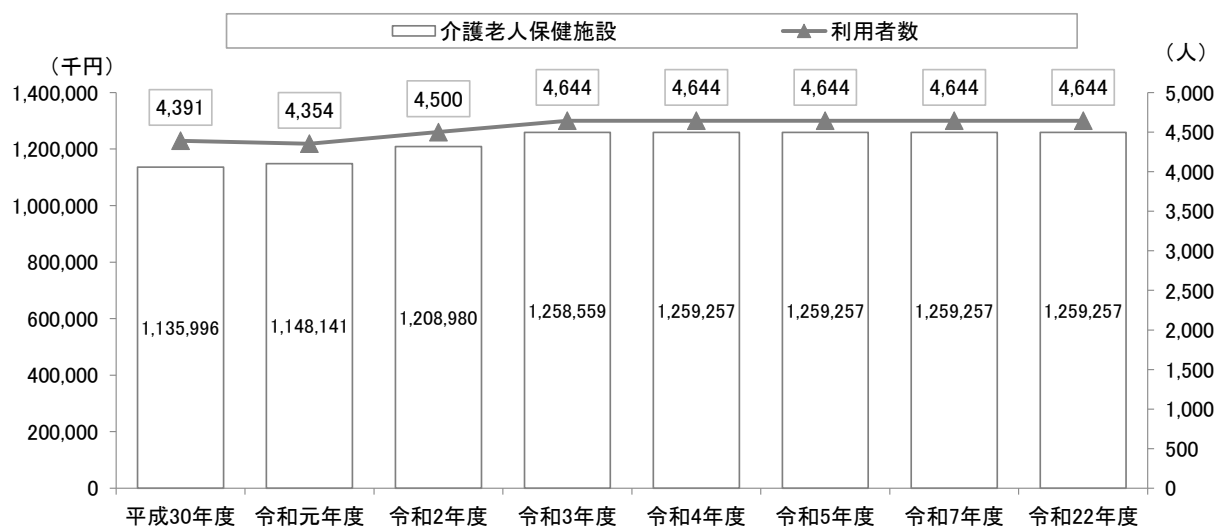 介護老人保健施設 利用者数
（千円） （人）
4,391 4,354 4,500 4,644 4,644 4,644 4,644 4,644
1,400,000 5,000
1,200,000 4,500
1,000,000 4,000
800,000 3,500
600,000 3,000
400,000 2,500
200,000 2,000
0 1,500
1,000
500
0
1,135,996 1,148,141 1,208,980 1,258,559 1,259,257 1,259,257 1,259,257 1,259,257
平成30年度 令和元年度 令和2年度 令和3年度 令和4年度 令和5年度 令和7年度 令和22年度